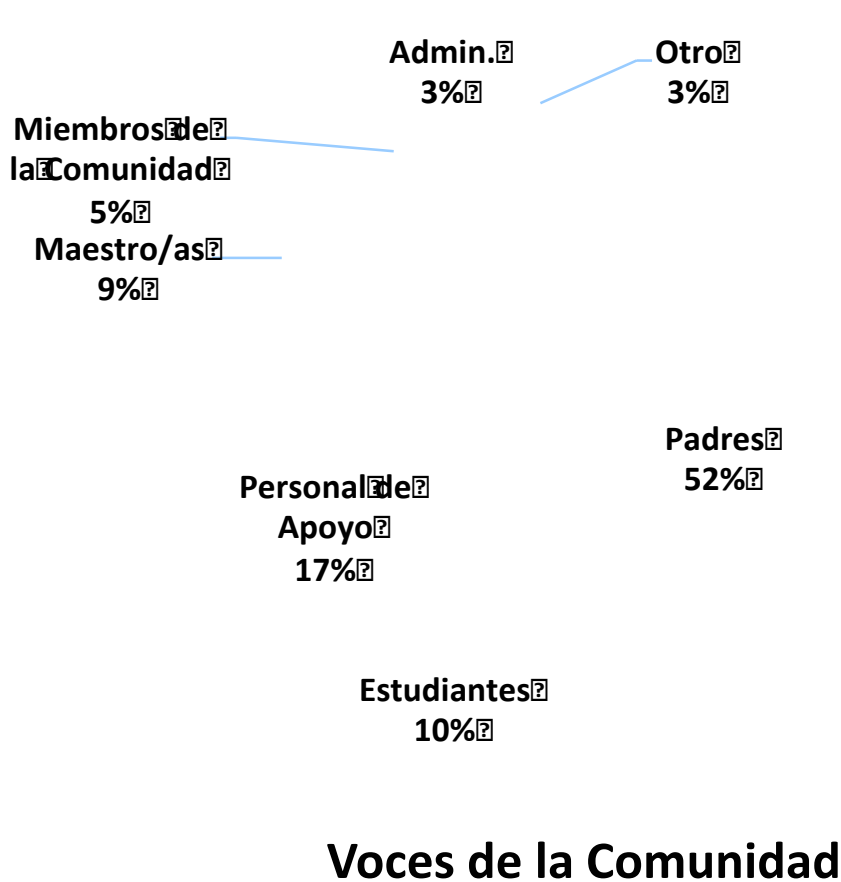 Admin.
3%
Otro
3%
Miembros de
la Comunidad
5%
Maestro/as
9%
Padres
52%
Personal de
Apoyo
17%
Estudiantes
10%
Voces de la Comunidad